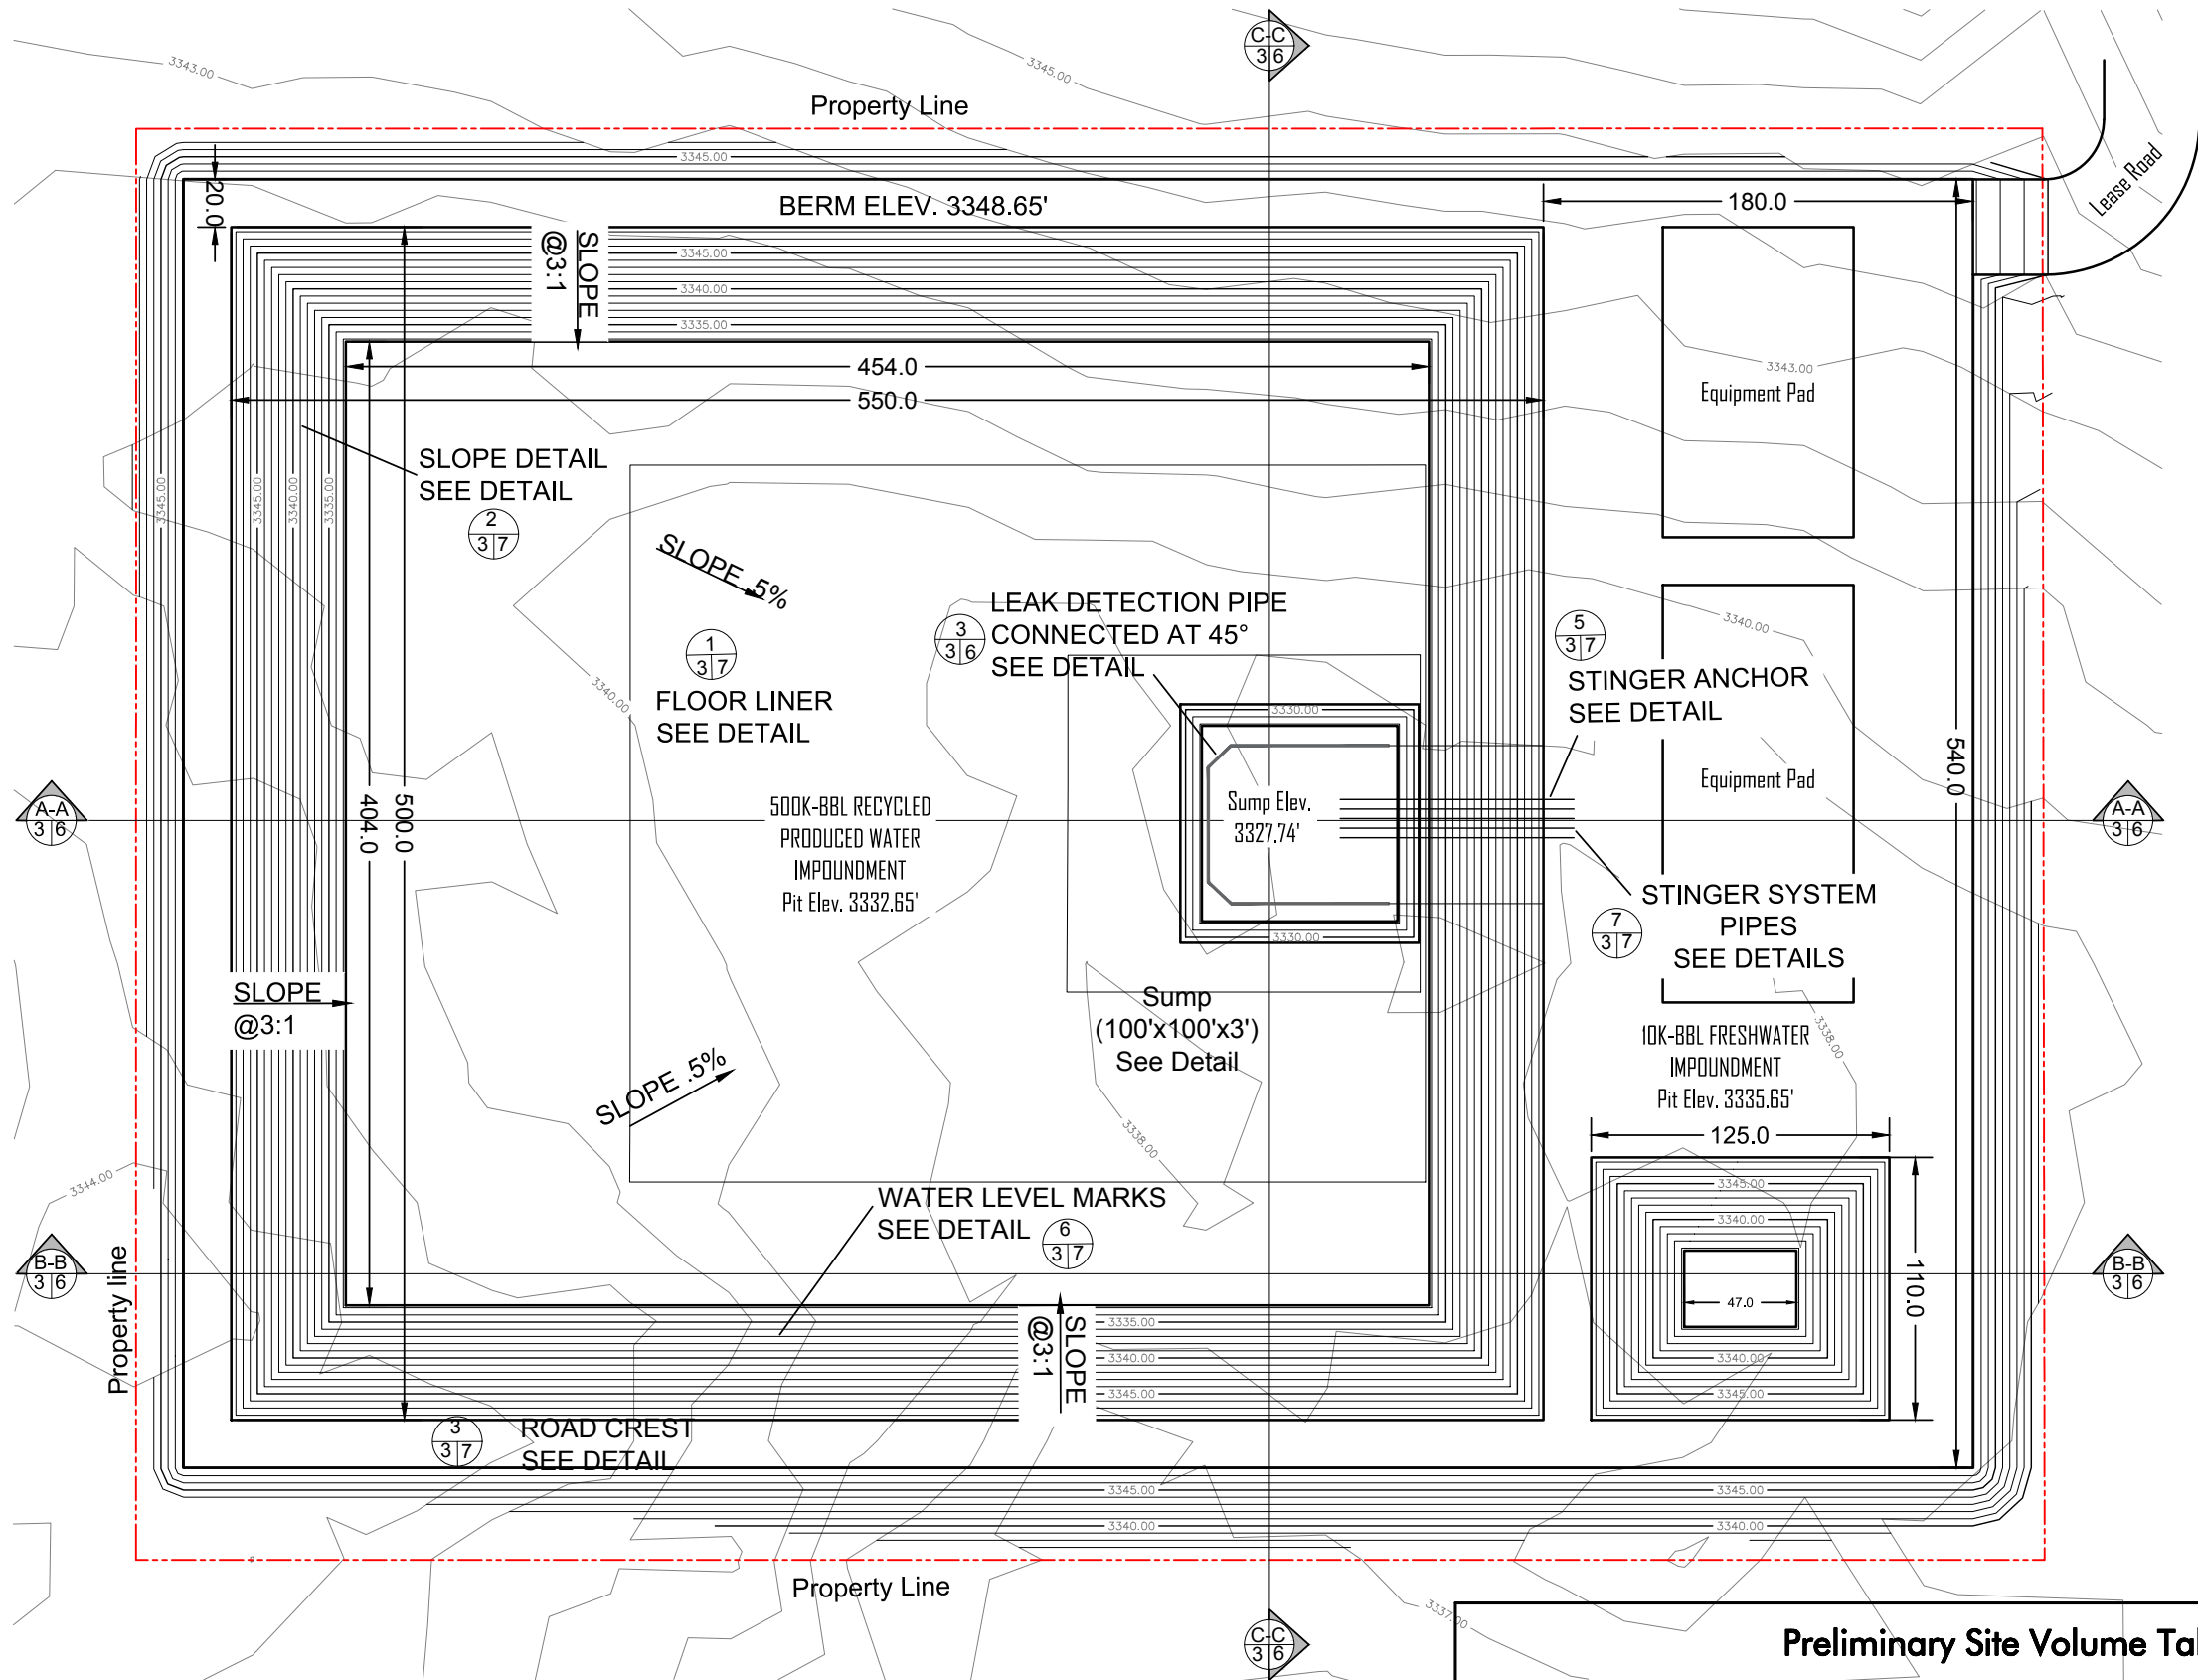 C-C
3 6
3343.00
3345.00
Property Line
Lease Road
3345.00
20.0
BERM ELEV. 3348.65'
180.0
SLOPE
@3:1
3345.00
3340.00
3335.00
454.0
550.0
3343.00
Equipment Pad
SLOPE DETAIL
SEE DETAIL
2
3 7
3345.00
3345.00
3340.00
3335.00
SLOPE .5%
3
3 6
LEAK DETECTION PIPE
CONNECTED AT 45°
SEE DETAIL
5
3 7
3340.00
1
3 7
FLOOR LINER
SEE DETAIL
3340.00
STINGER ANCHOR
SEE DETAIL
3330.00
540.0
Equipment Pad
A-A
3 6
404.0
500.0
500K-BBL RECYCLED
PRODUCED WATER
IMPOUNDMENT
Pit Elev. 3332.65'
Sump Elev.
3327.74'
A-A
3 6
3330.00
7
3 7
STINGER SYSTEM
PIPES
SEE DETAILS
SLOPE
@3:1
Sump
(100'x100'x3')
See Detail
10K-BBL FRESHWATER
IMPOUNDMENT
Pit Elev. 3335.65'
3338.00
SLOPE .5%
3338.00
125.0
3344.00
WATER LEVEL MARKS
SEE DETAIL
6
3 7
3345.00
3340.00
B-B
3 6
Property line
47.0
110.0
B-B
3 6
3335.00
3340.00
3345.00
SLOPE
@3:1
3340.00
3345.00
3
3 7
ROAD CREST
SEE DETAIL
3345.00
3345.00
3340.00
3340.00
Property Line
3337.00
C-C
3 6
Preliminary Site Volume Ta